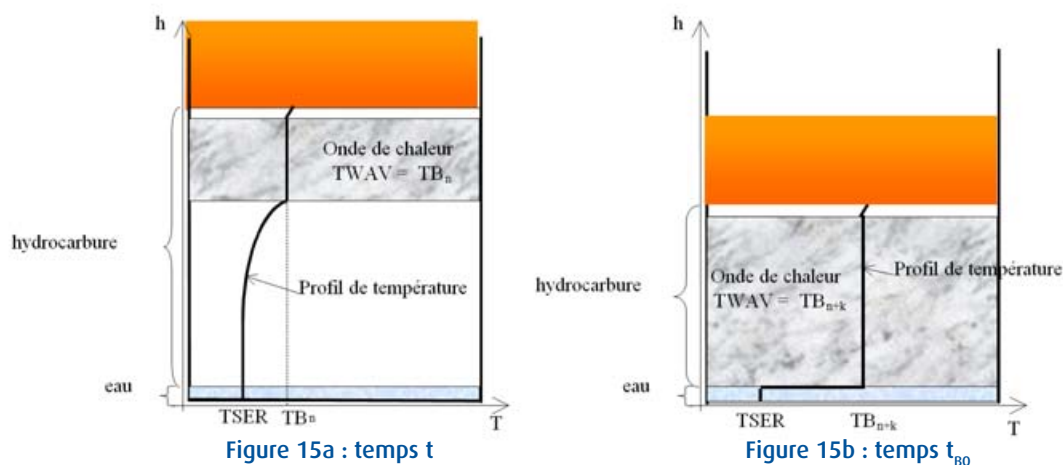 h
Onde de chaleur
TWAV = TBn
hydrocarbure
Profil de température
eau
TSER
TBn
T
Figure 15a : temps t
h
Onde de chaleur
TWAV = TBn+k
Profil de température
hydrocarbure
eau
TSER
TBn+k
T
Figure 15b : temps tB0